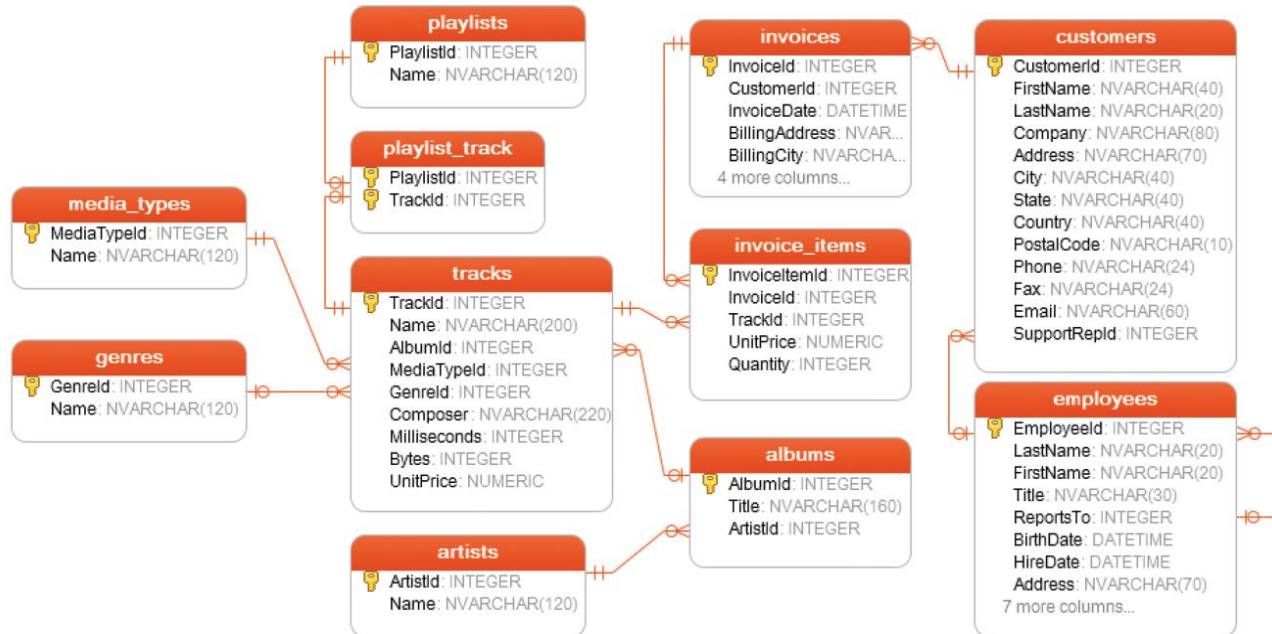 playlists
PlaylistId: INTEGER
Name: NVARCHAR(120)
playlist_track
PlaylistId: INTEGER
TrackId: INTEGER
media_types
MediaTypeId: INTEGER
Name: NVARCHAR(120)
genres
GenreId: INTEGER
Name: NVARCHAR(120)
tracks
TrackId: INTEGER
Name: NVARCHAR(200)
AlbumId: INTEGER
MediaTypeId: INTEGER
GenreId: INTEGER
Composer: NVARCHAR(220)
Milliseconds: INTEGER
Bytes: INTEGER
UnitPrice: NUMERIC
artists
ArtistId: INTEGER
Name: NVARCHAR(120)
invoices
InvoiceId: INTEGER
CustomerId: INTEGER
InvoiceDate: DATETIME
BillingAddress: NVAR...
BillingCity: NVARCHA...
4 more columns...
invoice_items
InvoiceItemId: INTEGER
InvoiceId: INTEGER
TrackId: INTEGER
UnitPrice: NUMERIC
Quantity: INTEGER
albums
AlbumId: INTEGER
Title: NVARCHAR(160)
ArtistId: INTEGER
customers
CustomerId: INTEGER
FirstName: NVARCHAR(40)
LastName: NVARCHAR(20)
Company: NVARCHAR(80)
Address: NVARCHAR(70)
City: NVARCHAR(40)
State: NVARCHAR(40)
Country: NVARCHAR(40)
PostalCode: NVARCHAR(10)
Phone: NVARCHAR(24)
Fax: NVARCHAR(24)
Email: NVARCHAR(60)
SupportRepId: INTEGER
employees
EmployeeId: INTEGER
LastName: NVARCHAR(20)
FirstName: NVARCHAR(20)
Title: NVARCHAR(30)
ReportsTo: INTEGER
BirthDate: DATETIME
HireDate: DATETIME
Address: NVARCHAR(70)
7 more columns...